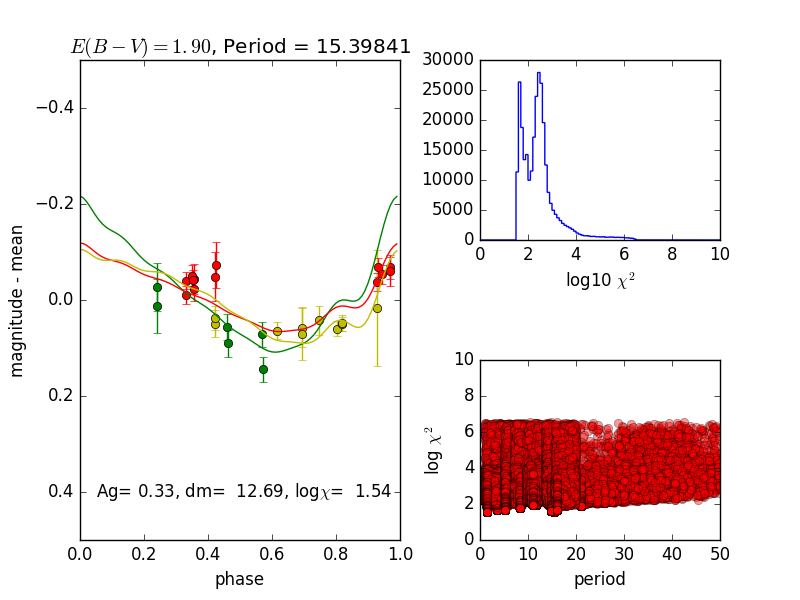 E(B − V) = 1.90, Period = 15.39841
−0.4
−0.2
0.0
0.2
0.4
magnitude - mean
Ag= 0.33, dm=  12.69, logχ=  1.54
0.0 0.2 0.4 0.6 0.8 1.0
phase
30000
25000
20000
15000
10000
5000
0
0 2 4 6 8 10
log10 χ²
10
8
6
4
2
0
log χ²
0 10 20 30 40 50
period